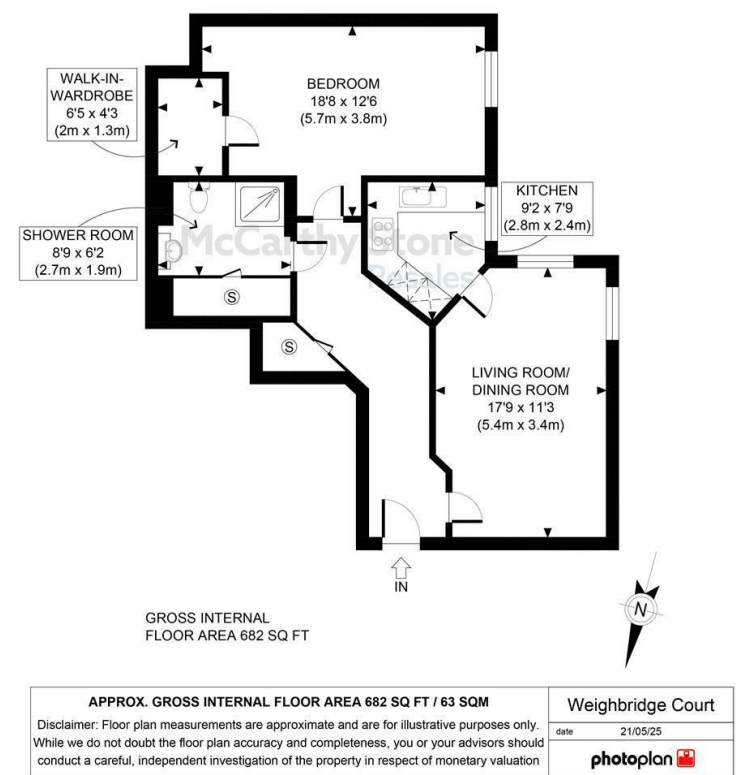 WALK-IN-
WARDROBE
6'5 x 4'3
(2m x 1.3m)
BEDROOM
18'8 x 12'6
(5.7m x 3.8m)
KITCHEN
9'2 x 7'9
(2.8m x 2.4m)
SHOWER ROOM
8'9 x 6'2
(2.7m x 1.9m)
McCarthy Stone
Resales
S
S
LIVING ROOM/
DINING ROOM
17'9 x 11'3
(5.4m x 3.4m)
IN
N
GROSS INTERNAL
FLOOR AREA 682 SQ FT
APPROX. GROSS INTERNAL FLOOR AREA 682 SQ FT / 63 SQM
Disclaimer: Floor plan measurements are approximate and are for illustrative purposes only.
While we do not doubt the floor plan accuracy and completeness, you or your advisors should
conduct a careful, independent investigation of the property in respect of monetary valuation
Weighbridge Court
date 21/05/25
photoplan